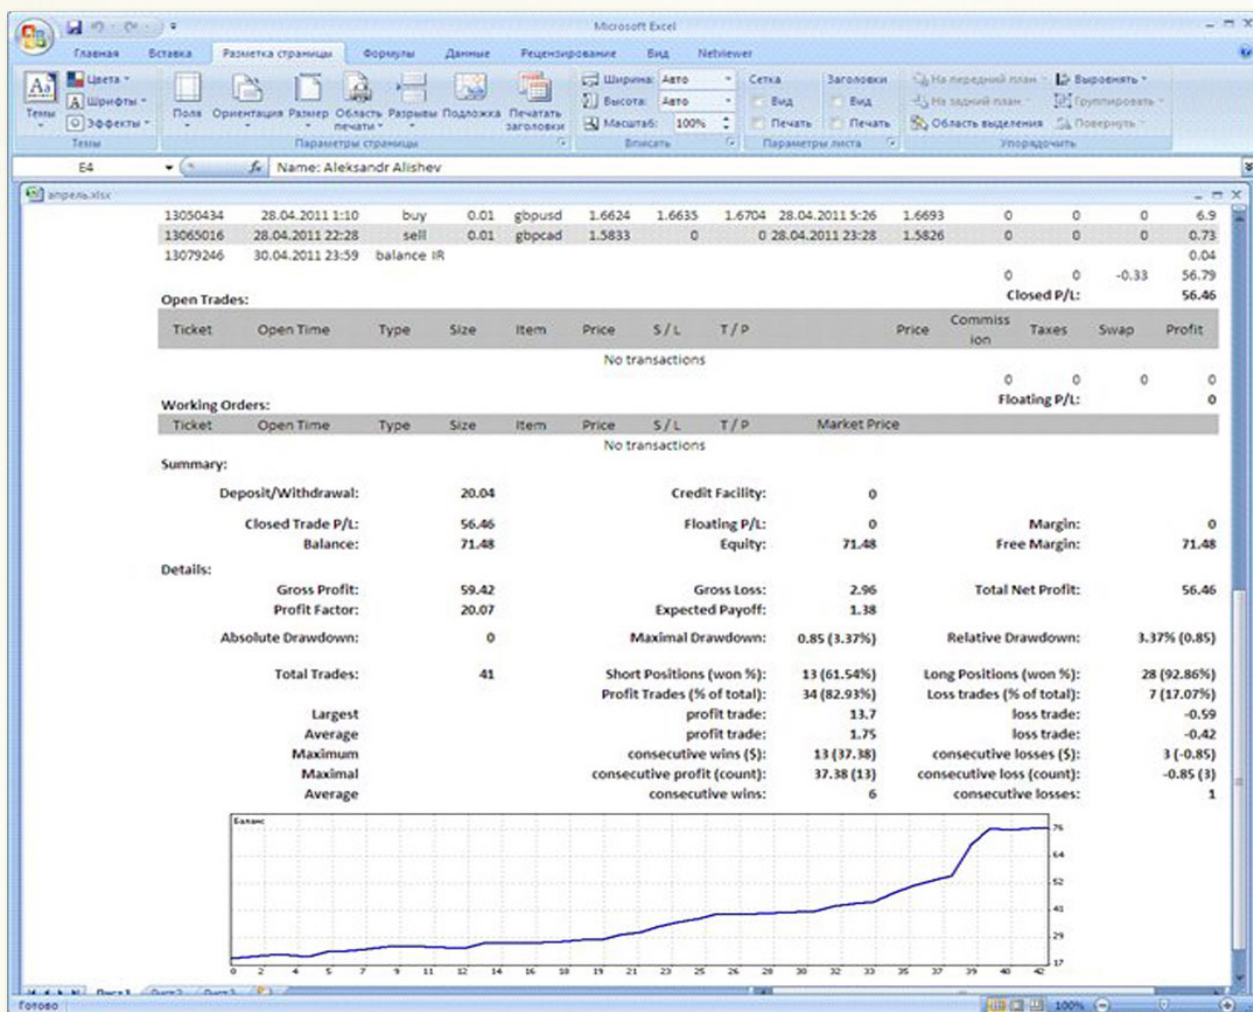 Microsoft Excel
Главная Вставка Разметка страницы Формулы Данные Рецензирование Вид Netviewer
Цвета Ширина: Авто Сетка Заголовки На передний план Выровнять
Шрифты Высота: Авто Вид Вид На задний план Группировать
Темы Эффекты Поля Ориентация Размер Область печати Разрывы Подложка Печатать заголовки Масштаб: 100% Печать Печать Область выделения Повернуть
Темы Параметры страницы Вписать Параметры листа Упорядочить
E4 fx Name: Aleksandr Alishev
апрель.xlsx
13050434 28.04.2011 1:10 buy 0.01 gbpusd 1.6624 1.6635 1.6704 28.04.2011 5:26 1.6693 0 0 0 6.9
13065016 28.04.2011 22:28 sell 0.01 gbpcad 1.5833 0 0 28.04.2011 23:28 1.5826 0 0 0 0.73
13079246 30.04.2011 23:59 balance IR 0.04
0 0 -0.33 56.79
Open Trades: Closed P/L: 56.46
Ticket Open Time Type Size Item Price S / L T / P Price Commiss ion Taxes Swap Profit
No transactions
0 0 0 0
Working Orders: Floating P/L: 0
Ticket Open Time Type Size Item Price S / L T / P Market Price
No transactions
Summary:
Deposit/Withdrawal: 20.04 Credit Facility: 0
Closed Trade P/L: 56.46 Floating P/L: 0 Margin: 0
Balance: 71.48 Equity: 71.48 Free Margin: 71.48
Details:
Gross Profit: 59.42 Gross Loss: 2.96 Total Net Profit: 56.46
Profit Factor: 20.07 Expected Payoff: 1.38
Absolute Drawdown: 0 Maximal Drawdown: 0.85 (3.37%) Relative Drawdown: 3.37% (0.85)
Total Trades: 41 Short Positions (won %): 13 (61.54%) Long Positions (won %): 28 (92.86%)
Profit Trades (% of total): 34 (82.93%) Loss trades (% of total): 7 (17.07%)
Largest profit trade: 13.7 loss trade: -0.59
Average profit trade: 1.75 loss trade: -0.42
Maximum consecutive wins ($): 13 (37.38) consecutive losses ($): 3 (-0.85)
Maximal consecutive profit (count): 37.38 (13) consecutive loss (count): -0.85 (3)
Average consecutive wins: 6 consecutive losses: 1
Баланс
76
64
52
41
29
17
0 2 4 5 7 9 11 12 14 16 18 19 21 23 25 26 28 30 32 33 35 37 39 40 42
Лист1 Лист2 Лист3
Готово 100%